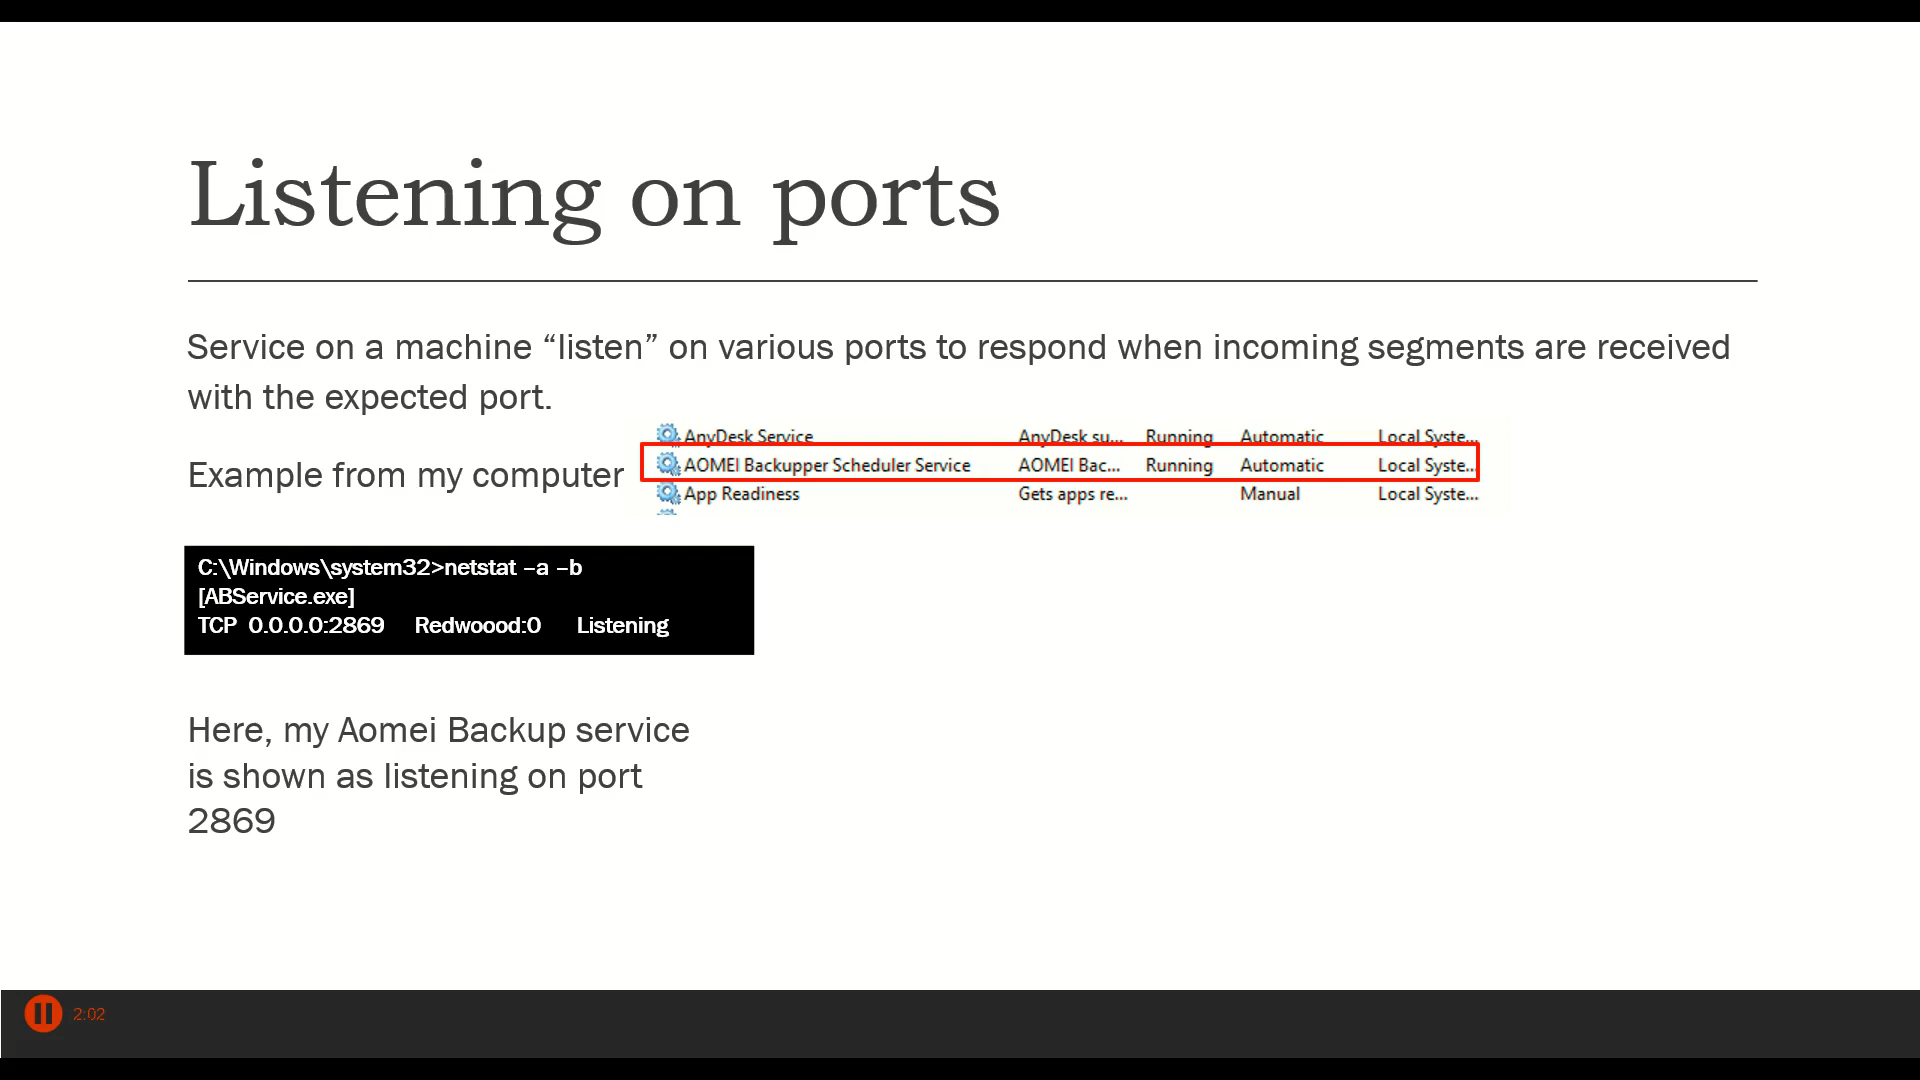 Listening on ports
Service on a machine “listen” on various ports to respond when incoming segments are received
with the expected port.
Example from my computer
AnyDesk Service AnyDesk su... Running Automatic Local Syste...
AOMEI Backupper Scheduler Service AOMEI Bac... Running Automatic Local Syste...
App Readiness Gets apps re... Manual Local Syste...
C:\Windows\system32>netstat –a –b
[ABService.exe]
TCP 0.0.0.0:2869 Redwoood:0 Listening
Here, my Aomei Backup service
is shown as listening on port
2869
2:02